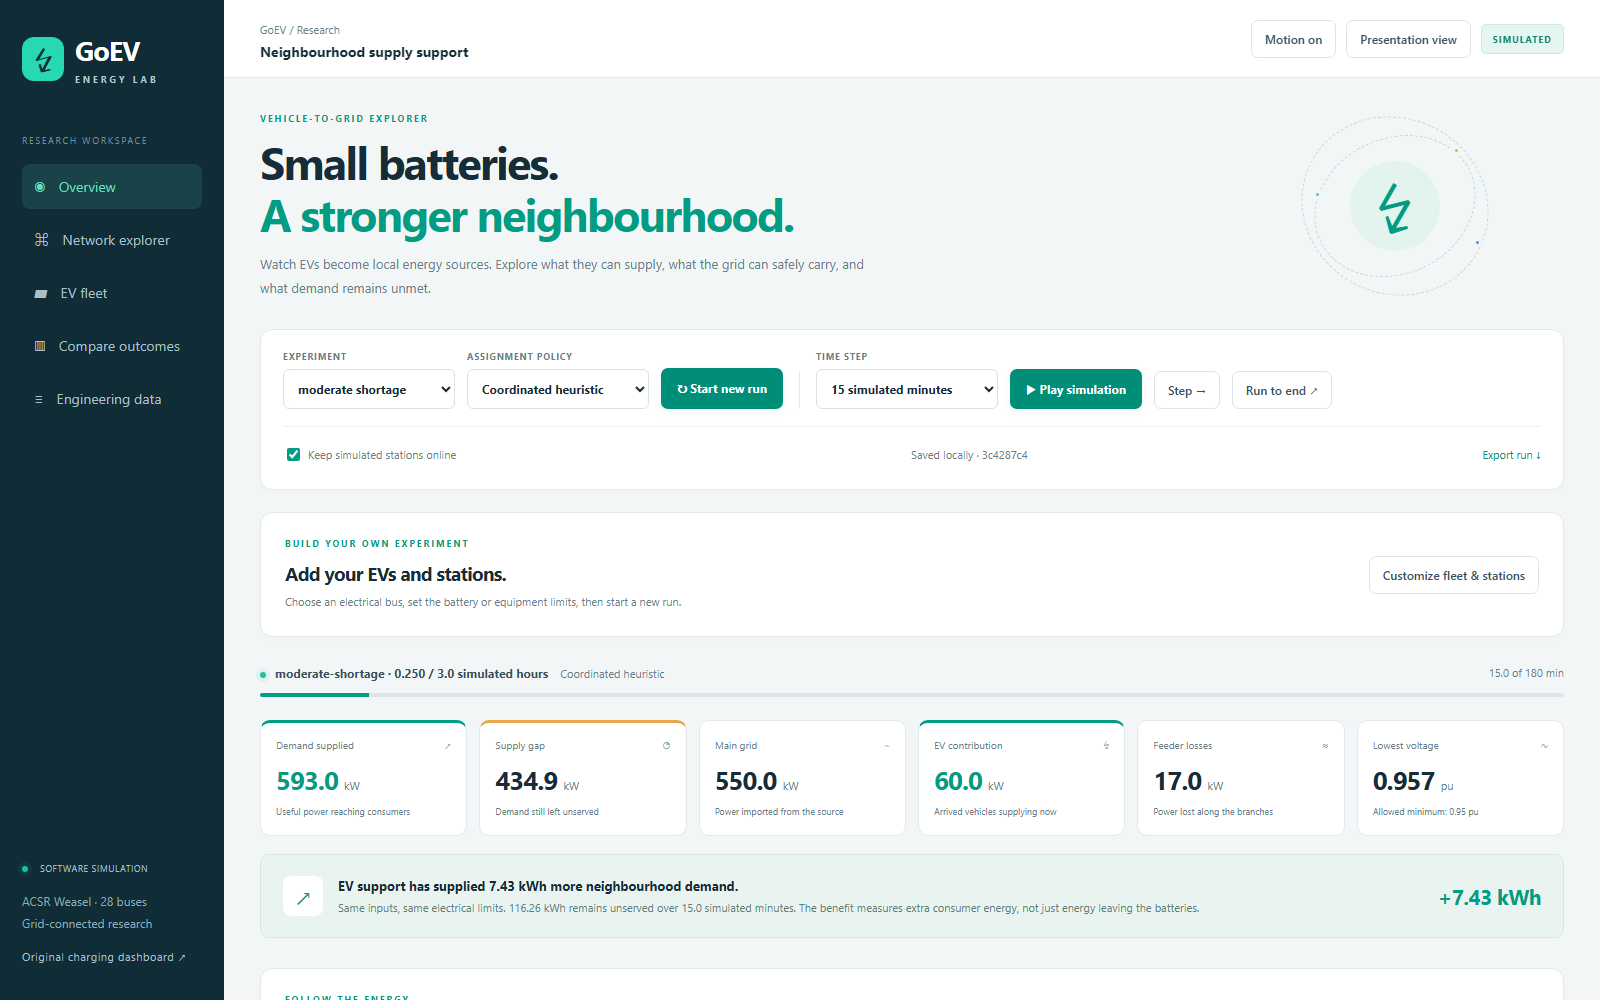 GoEV
ENERGY LAB
RESEARCH WORKSPACE
Overview
Network explorer
EV fleet
Compare outcomes
Engineering data
SOFTWARE SIMULATION
ACSR Weasel · 28 buses
Grid-connected research
Original charging dashboard ↗
GoEV / Research
Neighbourhood supply support
Motion on
Presentation view
SIMULATED
VEHICLE-TO-GRID EXPLORER
Small batteries.
A stronger neighbourhood.
Watch EVs become local energy sources. Explore what they can supply, what the grid can safely carry, and
what demand remains unmet.
EXPERIMENT
ASSIGNMENT POLICY
TIME STEP
moderate shortage
Coordinated heuristic
↻ Start new run
15 simulated minutes
▶ Play simulation
Step →
Run to end ↗
Keep simulated stations online
Saved locally · 3c4287c4
Export run ↓
BUILD YOUR OWN EXPERIMENT
Add your EVs and stations.
Choose an electrical bus, set the battery or equipment limits, then start a new run.
Customize fleet & stations
moderate-shortage · 0.250 / 3.0 simulated hours
Coordinated heuristic
15.0 of 180 min
Demand supplied ↗
593.0 kW
Useful power reaching consumers
Supply gap
434.9 kW
Demand still left unserved
Main grid
550.0 kW
Power imported from the source
EV contribution
60.0 kW
Arrived vehicles supplying now
Feeder losses ≈
17.0 kW
Power lost along the branches
Lowest voltage ∿
0.957 pu
Allowed minimum: 0.95 pu
↗
EV support has supplied 7.43 kWh more neighbourhood demand.
Same inputs, same electrical limits. 116.26 kWh remains unserved over 15.0 simulated minutes. The benefit measures extra consumer energy, not just energy leaving the batteries.
+7.43 kWh
FOLLOW THE ENERGY